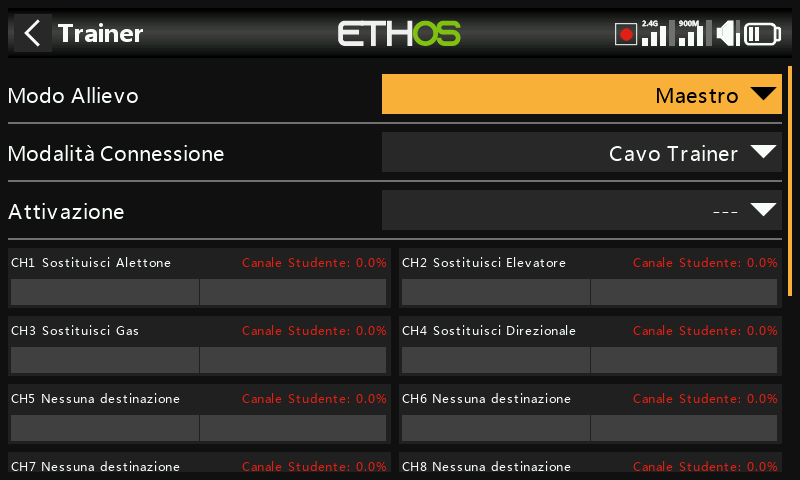 Trainer
ETHOS
2.4G 900M
Modo Allievo
Maestro
Modalità Connessione
Cavo Trainer
Attivazione
---
CH1 Sostituisci Alettone
Canale Studente: 0.0%
CH2 Sostituisci Elevatore
Canale Studente: 0.0%
CH3 Sostituisci Gas
Canale Studente: 0.0%
CH4 Sostituisci Direzionale
Canale Studente: 0.0%
CH5 Nessuna destinazione
Canale Studente: 0.0%
CH6 Nessuna destinazione
Canale Studente: 0.0%
CH7 Nessuna destinazione
Canale Studente: 0.0%
CH8 Nessuna destinazione
Canale Studente: 0.0%